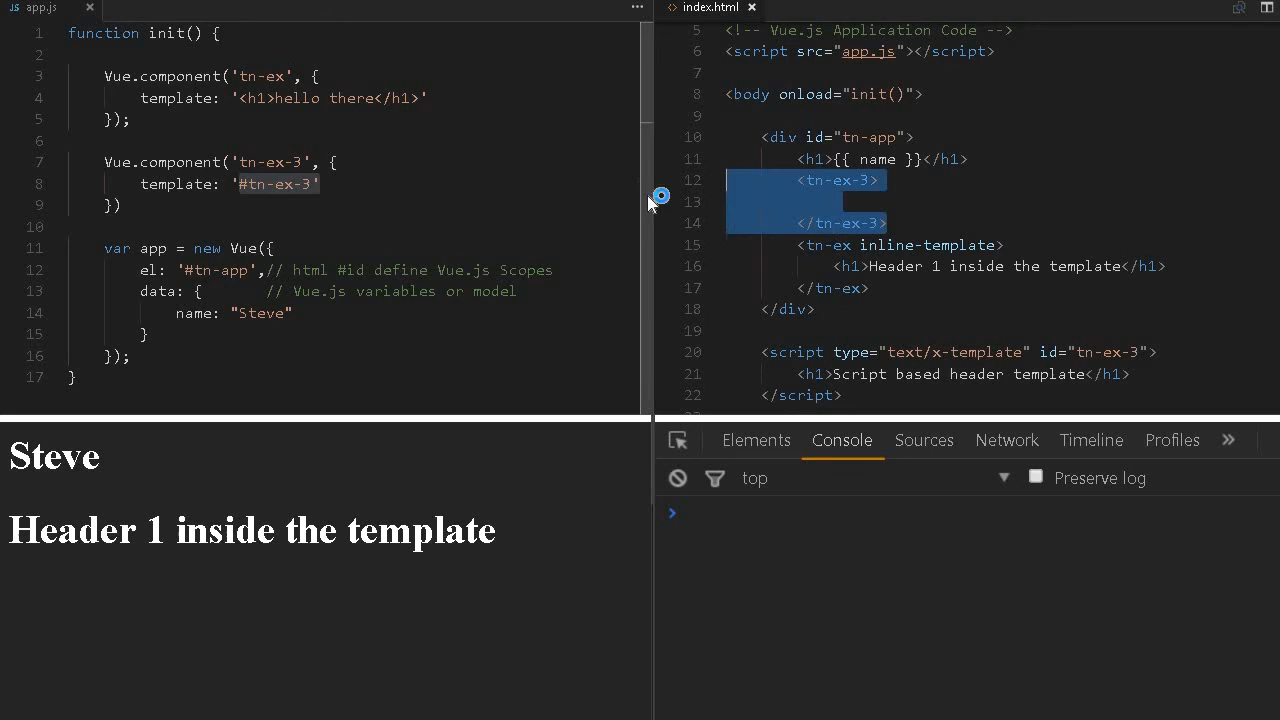 app.js
1 function init() {
2
3 Vue.component('tn-ex', {
4 template: '<h1>hello there</h1>'
5 });
6
7 Vue.component('tn-ex-3', {
8 template: '#tn-ex-3'
9 })
10
11 var app = new Vue({
12 el: '#tn-app',// html #id define Vue.js Scopes
13 data: { // Vue.js variables or model
14 name: "Steve"
15 }
16 });
17 }
index.html
5 <!-- Vue.js Application Code -->
6 <script src="app.js"></script>
7
8 <body onload="init()">
9
10 <div id="tn-app">
11 <h1>{{ name }}</h1>
12 <tn-ex-3>
13
14 </tn-ex-3>
15 <tn-ex inline-template>
16 <h1>Header 1 inside the template</h1>
17 </tn-ex>
18 </div>
19
20 <script type="text/x-template" id="tn-ex-3">
21 <h1>Script based header template</h1>
22 </script>
Steve
Header 1 inside the template
Elements Console Sources Network Timeline Profiles »
top ▼ Preserve log
>